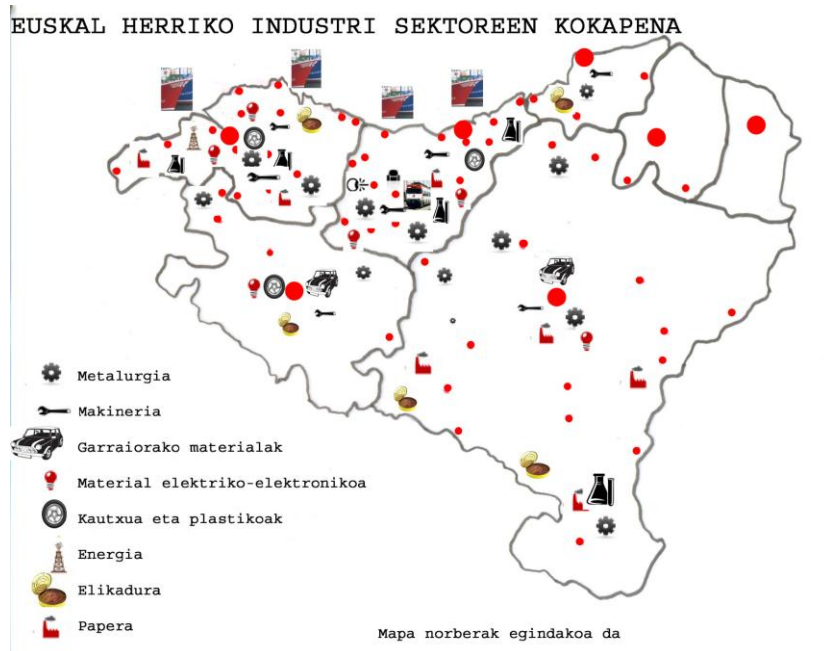 EUSKAL HERRIKO INDUSTRI SEKTOREEN KOKAPENA
Metalurgia
Makineria
Garraiorako materialak
Material elektriko-elektronikoa
Kautxua eta plastikoak
Energia
Elikadura
Papera
Mapa norberak egindakoa da